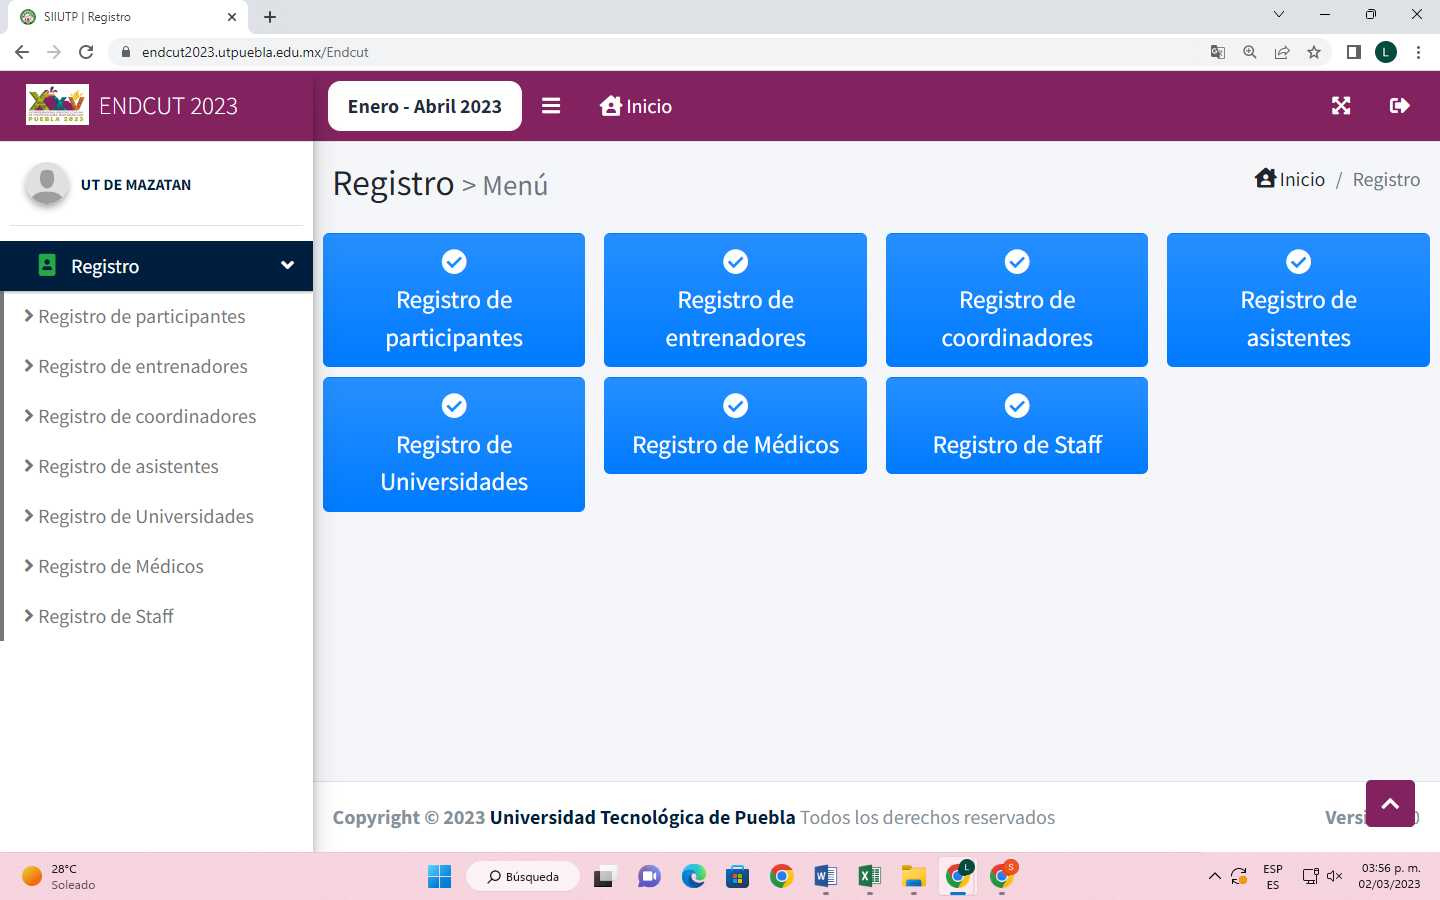 SIIUTP | Registro
endcut2023.utpuebla.edu.mx/Endcut
L
XXV
PUEBLA 2023
ENDCUT 2023
Enero - Abril 2023
Inicio
UT DE MAZATAN
Registro > Menú
Inicio / Registro
Registro
Registro de participantes
Registro de entrenadores
Registro de coordinadores
Registro de asistentes
Registro de Universidades
Registro de Médicos
Registro de Staff
Registro de
participantes
Registro de
entrenadores
Registro de
coordinadores
Registro de
asistentes
Registro de
Universidades
Registro de Médicos
Registro de Staff
Copyright © 2023 Universidad Tecnológica de Puebla Todos los derechos reservados
28°C
Soleado
Búsqueda
L
S
ESP
ES
03:56 p. m.
02/03/2023